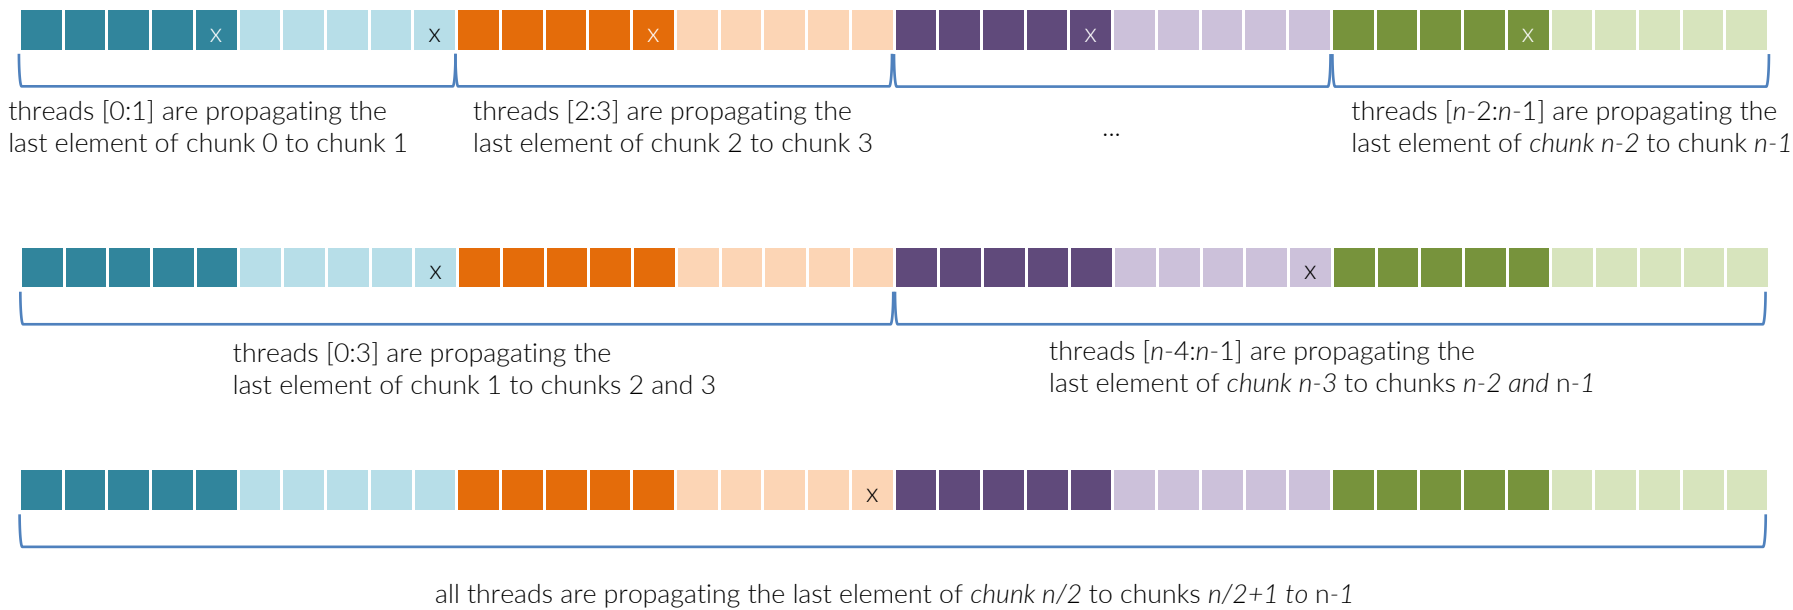 x x x x x
threads [0:1] are propagating the
last element of chunk 0 to chunk 1
threads [2:3] are propagating the
last element of chunk 2 to chunk 3
...
threads [n-2:n-1] are propagating the
last element of chunk n-2 to chunk n-1
x x
threads [0:3] are propagating the
last element of chunk 1 to chunks 2 and 3
threads [n-4:n-1] are propagating the
last element of chunk n-3 to chunks n-2 and n-1
x
all threads are propagating the last element of chunk n/2 to chunks n/2+1 to n-1